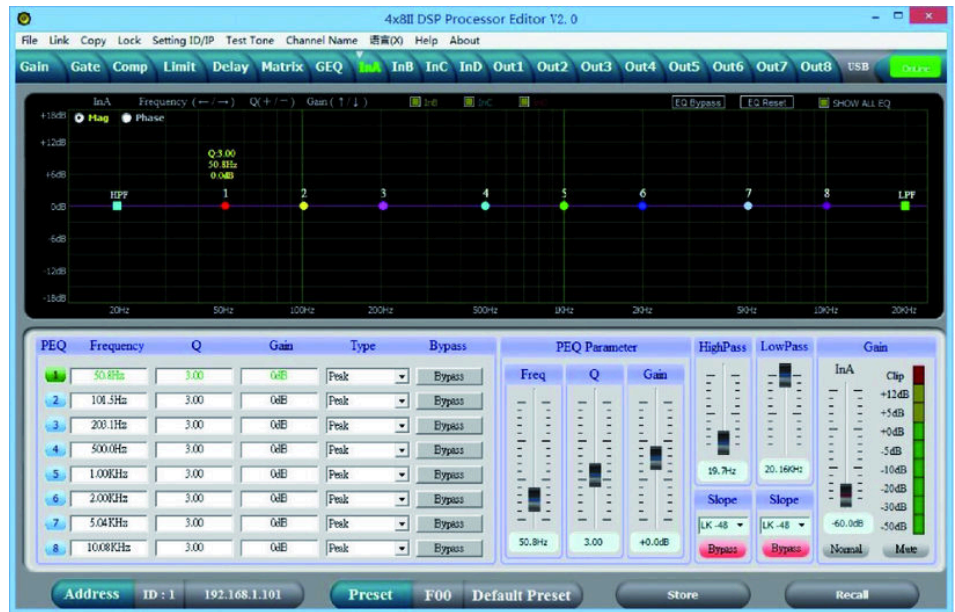 4x8II DSP Processor Editor V2. 0
File Link Copy Lock Setting ID/IP Test Tone Channel Name 语言(X) Help About
Gain Gate Comp Limit Delay Matrix GEQ InA InB InC InD Out1 Out2 Out3 Out4 Out5 Out6 Out7 Out8 USB OnLine
InA Frequency (←/→) Q(+/−) Gain(↑/↓) InB InC EQ Bypass EQ Reset SHOW ALL EQ
+18dB Mag Phase
+12dB
Q:3.00
50.8Hz
+6dB 0.0dB
HPF 1 2 3 4 5 6 7 8 LPF
0dB
-6dB
-12dB
-18dB
20Hz 50Hz 100Hz 200Hz 500Hz 1KHz 2KHz 5KHz 10KHz 20KHz
PEQ Frequency Q Gain Type Bypass
1 50.8Hz 3.00 0dB Peak Bypass
2 101.5Hz 3.00 0dB Peak Bypass
3 203.1Hz 3.00 0dB Peak Bypass
4 500.0Hz 3.00 0dB Peak Bypass
5 1.00KHz 3.00 0dB Peak Bypass
6 2.00KHz 3.00 0dB Peak Bypass
7 5.04KHz 3.00 0dB Peak Bypass
8 10.08KHz 3.00 0dB Peak Bypass
PEQ Parameter
Freq Q Gain
50.8Hz 3.00 +0.0dB
HighPass LowPass
19.7Hz 20.16KHz
Slope Slope
LK -48 LK -48
Bypass Bypass
Gain
InA Clip
+12dB
+5dB
+0dB
-5dB
-10dB
-20dB
-30dB
-60.0dB -50dB
Normal Mute
Address ID : 1 192.168.1.101 Preset F00 Default Preset Store Recall